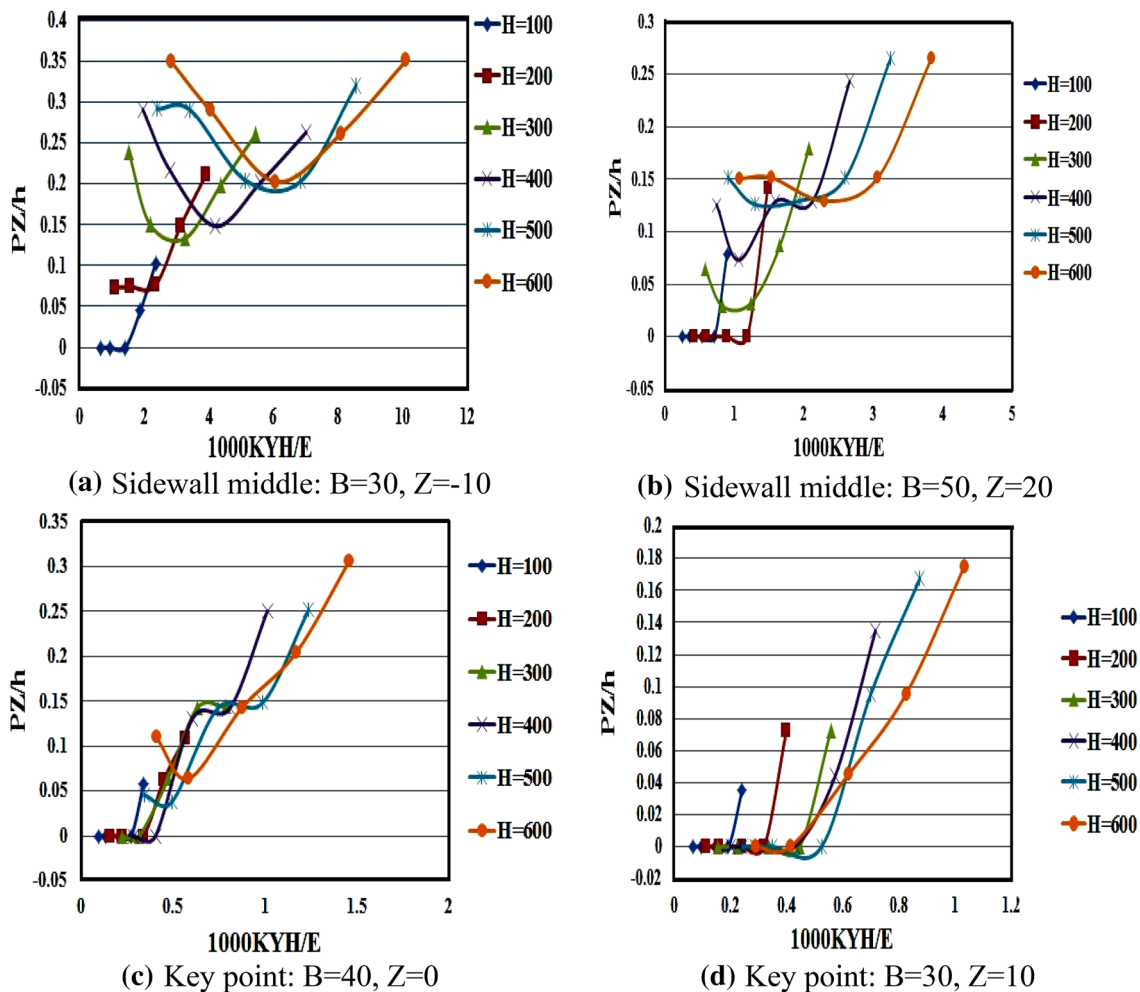 0.4
0.35
0.3
0.25
0.2
0.15
0.1
0.05
0
-0.05
PZ/h
0 2 4 6 8 10 12
1000KYH/E
H=100
H=200
H=300
H=400
H=500
H=600
(a) Sidewall middle: B=30, Z=-10
0.3
0.25
0.2
0.15
0.1
0.05
0
-0.05
PZ/h
0 1 2 3 4 5
1000KYH/E
H=100
H=200
H=300
H=400
H=500
H=600
(b) Sidewall middle: B=50, Z=20
0.35
0.3
0.25
0.2
0.15
0.1
0.05
0
-0.05
PZ/h
0 0.5 1 1.5 2
1000KYH/E
H=100
H=200
H=300
H=400
H=500
H=600
(c) Key point: B=40, Z=0
0.2
0.18
0.16
0.14
0.12
0.1
0.08
0.06
0.04
0.02
0
-0.02
PZ/h
0 0.2 0.4 0.6 0.8 1 1.2
1000KYH/E
H=100
H=200
H=300
H=400
H=500
H=600
(d) Key point: B=30, Z=10